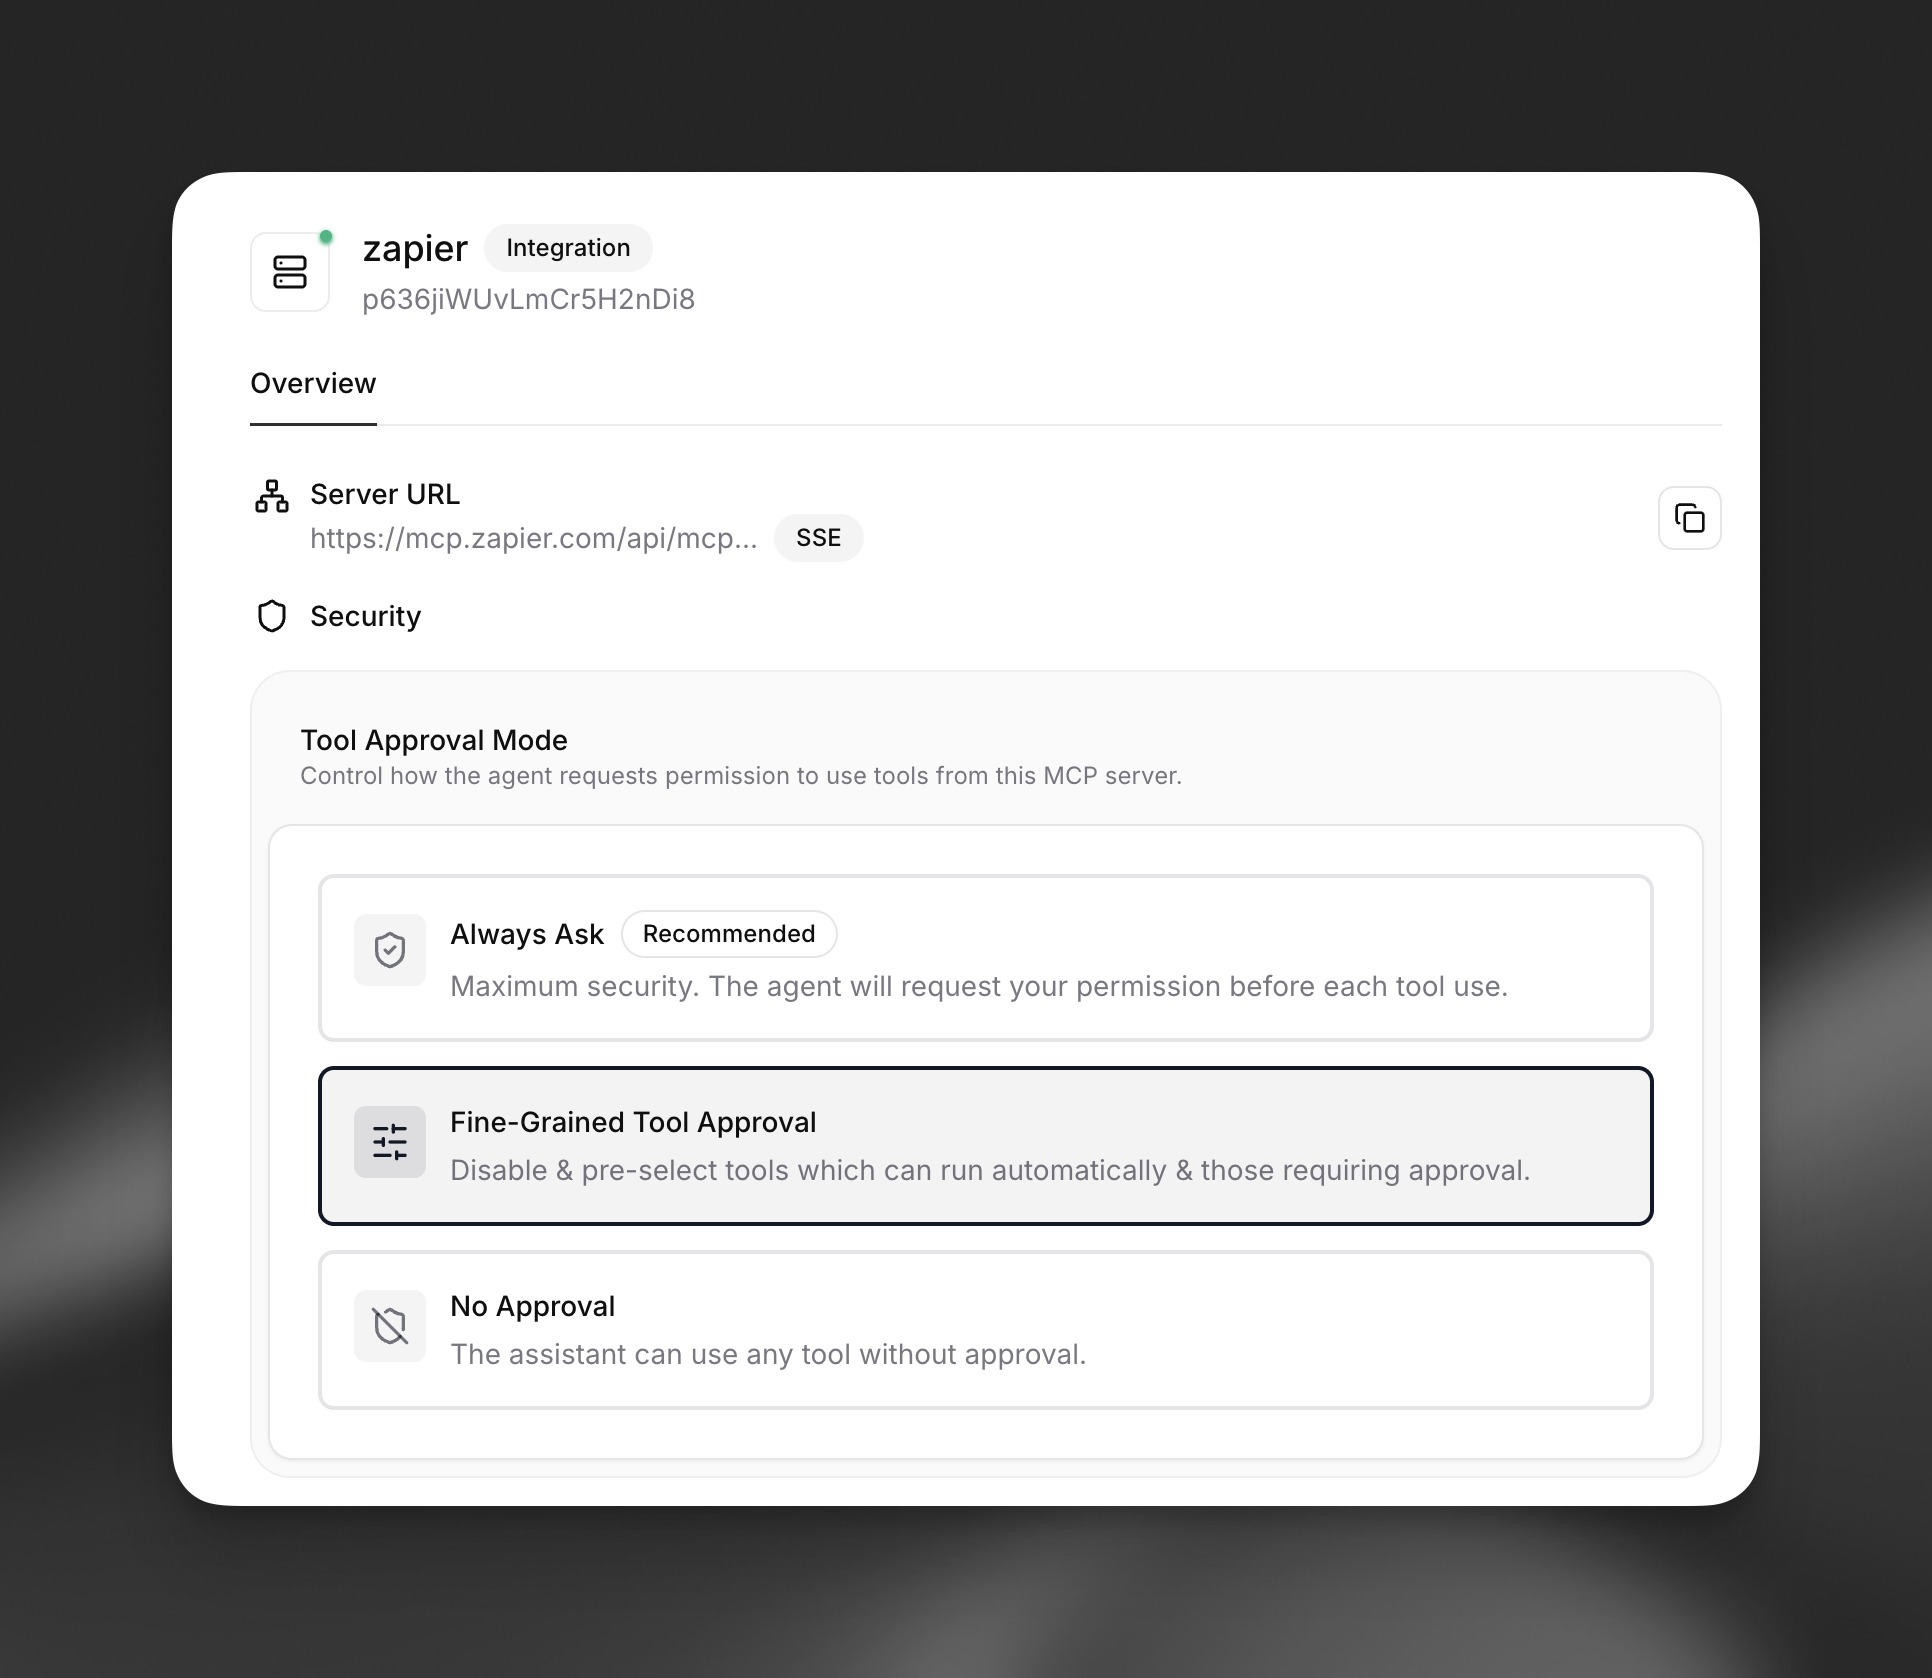 zapier Integration
p636jiWUvLmCr5H2nDi8
Overview
Server URL
https://mcp.zapier.com/api/mcp... SSE
Security
Tool Approval Mode
Control how the agent requests permission to use tools from this MCP server.
Always Ask Recommended
Maximum security. The agent will request your permission before each tool use.
Fine-Grained Tool Approval
Disable & pre-select tools which can run automatically & those requiring approval.
No Approval
The assistant can use any tool without approval.